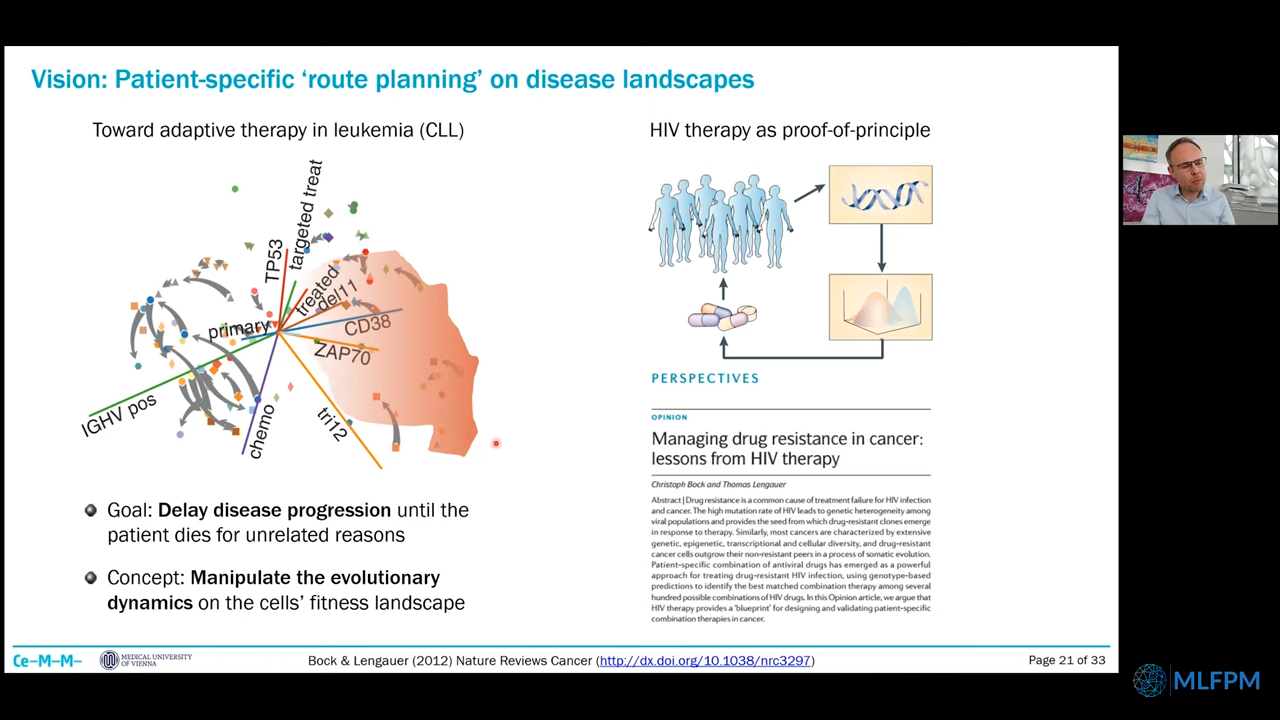 Vision: Patient-specific ‘route planning’ on disease landscapes
Toward adaptive therapy in leukemia (CLL)
TP53
targeted treat
treated
del11
primary
CD38
ZAP70
IGHV pos
chemo
tri12
Goal: Delay disease progression until the
patient dies for unrelated reasons
Concept: Manipulate the evolutionary
dynamics on the cells’ fitness landscape
HIV therapy as proof-of-principle
PERSPECTIVES
OPINION
Managing drug resistance in cancer:
lessons from HIV therapy
Christoph Bock and Thomas Lengauer
Abstract | Drug resistance is a common cause of treatment failure for HIV infection
and cancer. The high mutation rate of HIV leads to genetic heterogeneity among
viral populations and provides the seed from which drug-resistant clones emerge
in response to therapy. Similarly, most cancers are characterized by extensive
genetic, epigenetic, transcriptional and cellular diversity, and drug-resistant
cancer cells outgrow their non-resistant peers in a process of somatic evolution.
Patient-specific combination of antiviral drugs has emerged as a powerful
approach for treating drug-resistant HIV infection, using genotype-based
predictions to identify the best matched combination therapy among several
hundred possible combinations of HIV drugs. In this Opinion article, we argue that
HIV therapy provides a 'blueprint' for designing and validating patient-specific
combination therapies in cancer.
Ce–M–M–
MEDICAL UNIVERSITY
OF VIENNA
Bock & Lengauer (2012) Nature Reviews Cancer (http://dx.doi.org/10.1038/nrc3297)
Page 21 of 33
MLFPM